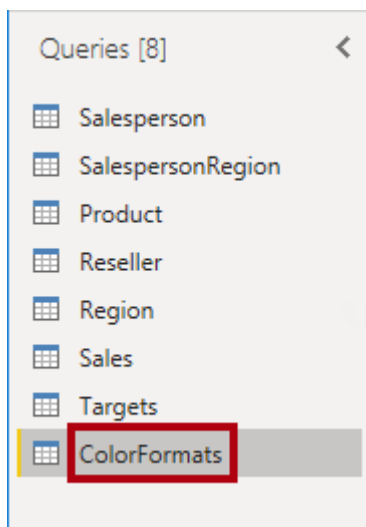 Queries [8]
Salesperson
SalespersonRegion
Product
Reseller
Region
Sales
Targets
ColorFormats